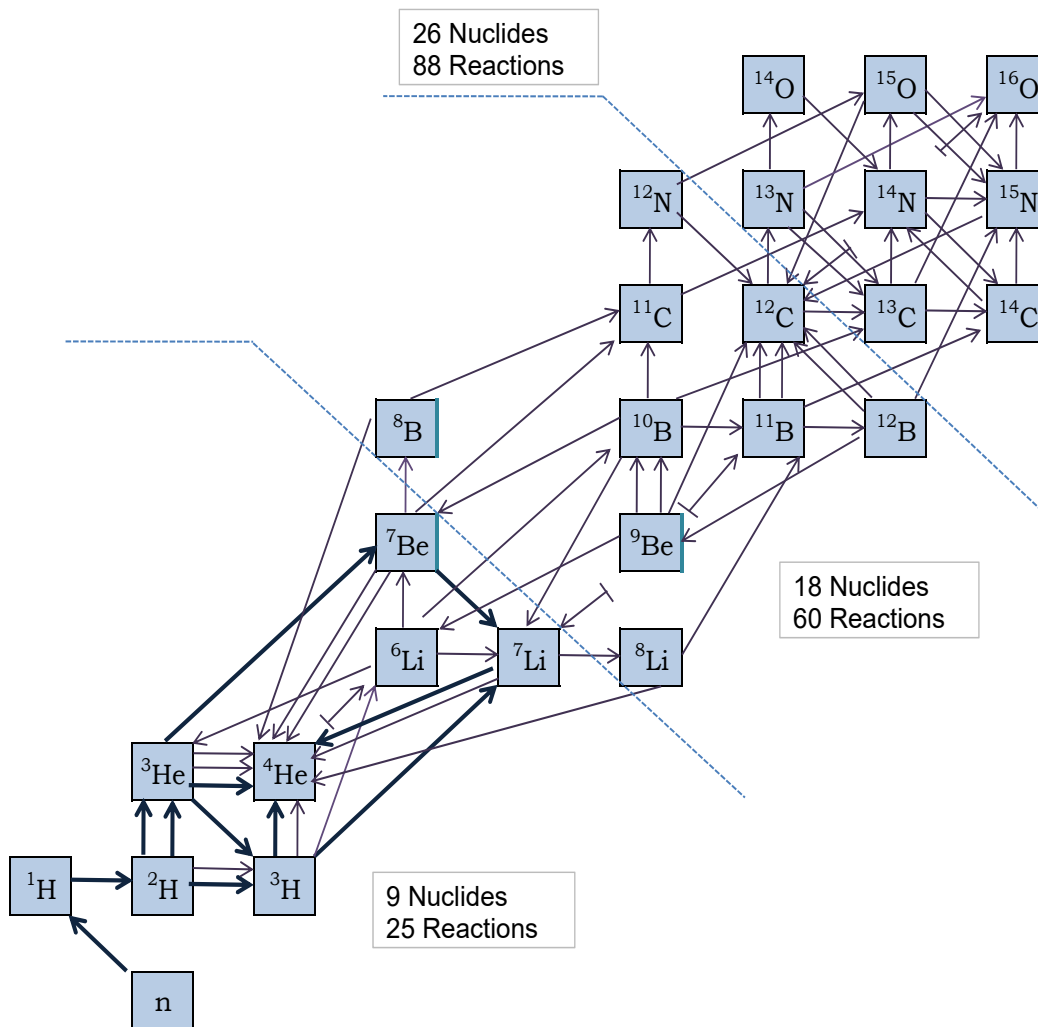 26 Nuclides
88 Reactions
¹⁴O ¹⁵O ¹⁶O
¹²N ¹³N ¹⁴N ¹⁵N
¹¹C ¹²C ¹³C ¹⁴C
⁸B ¹⁰B ¹¹B ¹²B
⁷Be ⁹Be
18 Nuclides
60 Reactions
⁶Li ⁷Li ⁸Li
³He ⁴He
¹H ²H ³H
9 Nuclides
25 Reactions
n